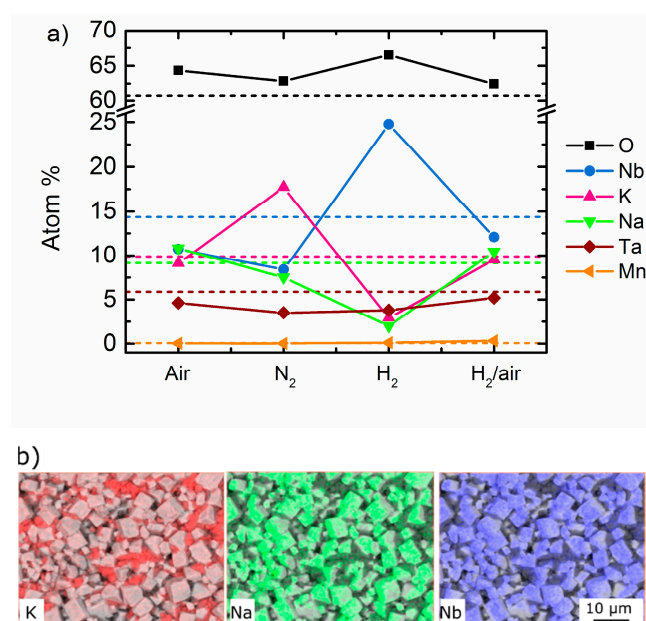 a)
70
65
60
25
20
15
10
5
0
Atom %
Air N₂ H₂ H₂/air
O
Nb
K
Na
Ta
Mn
b)
K Na Nb 10 µm